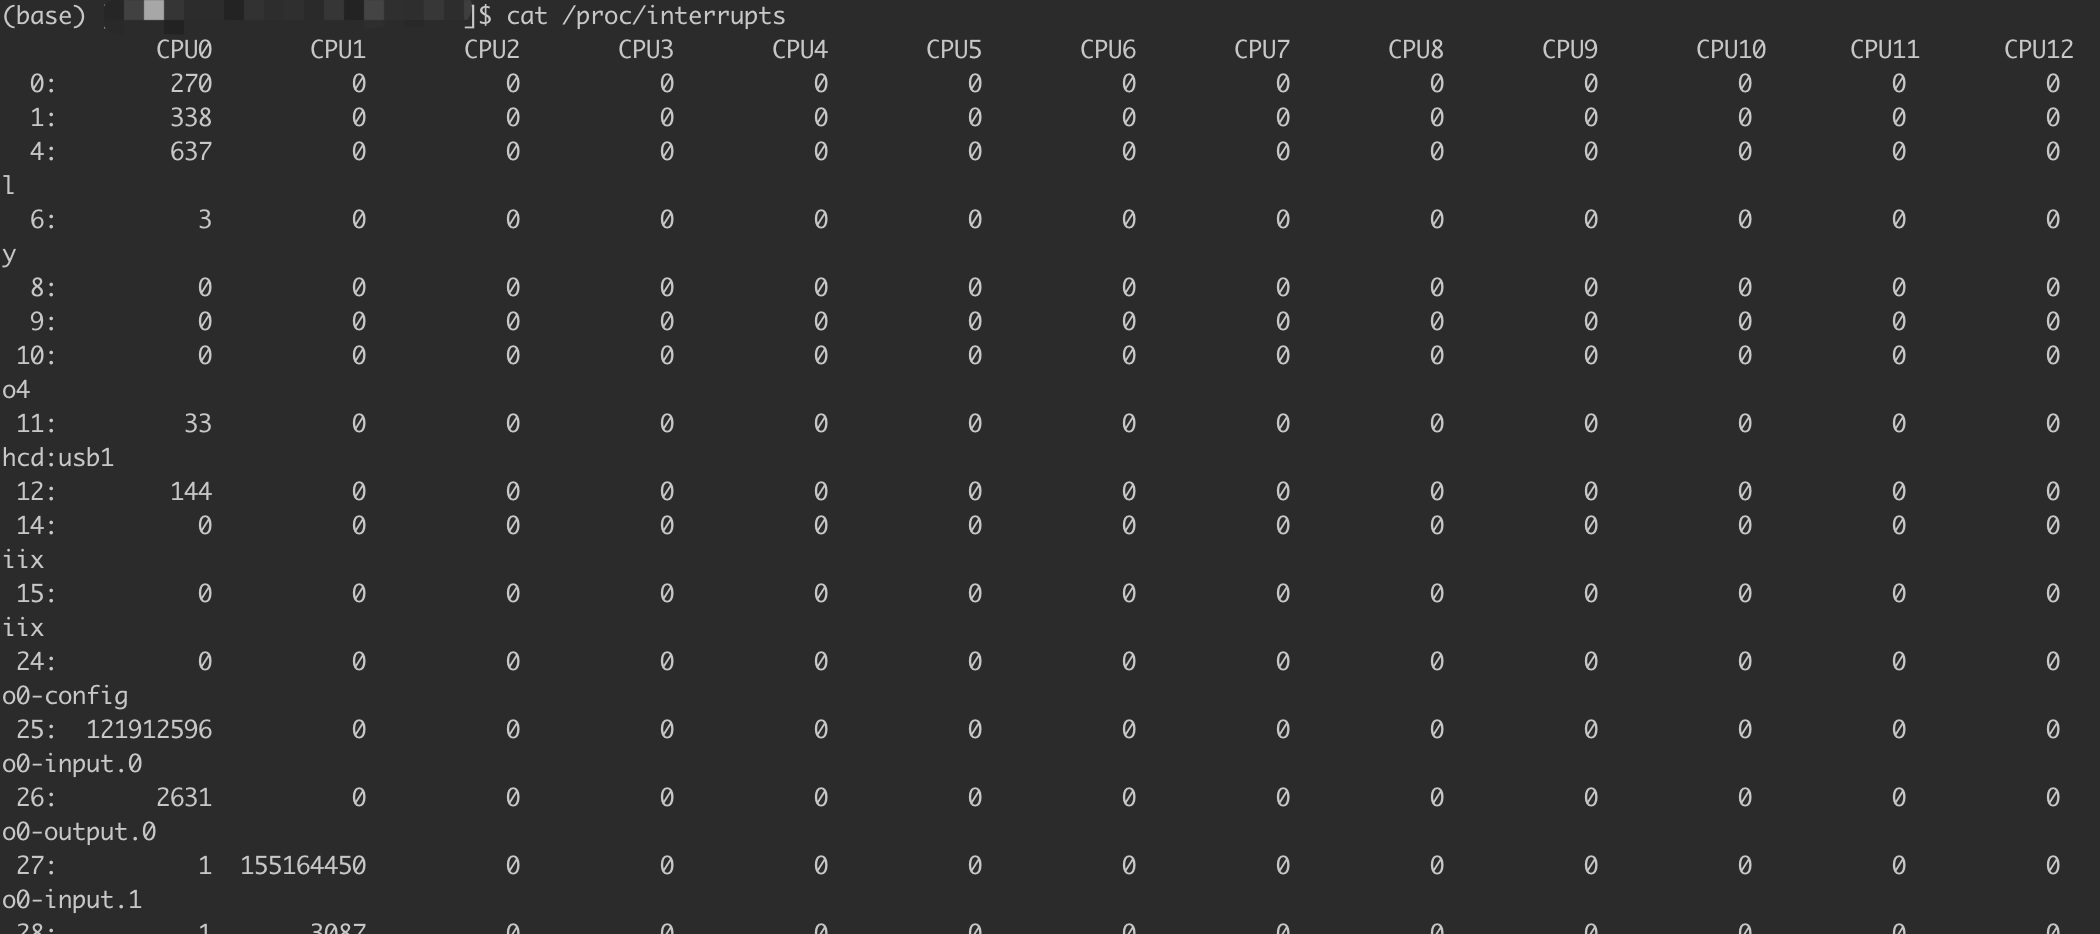 (base) ]$ cat /proc/interrupts
CPU0 CPU1 CPU2 CPU3 CPU4 CPU5 CPU6 CPU7 CPU8 CPU9 CPU10 CPU11 CPU12
0: 270 0 0 0 0 0 0 0 0 0 0 0 0
1: 338 0 0 0 0 0 0 0 0 0 0 0 0
4: 637 0 0 0 0 0 0 0 0 0 0 0 0
l
6: 3 0 0 0 0 0 0 0 0 0 0 0 0
y
8: 0 0 0 0 0 0 0 0 0 0 0 0 0
9: 0 0 0 0 0 0 0 0 0 0 0 0 0
10: 0 0 0 0 0 0 0 0 0 0 0 0 0
o4
11: 33 0 0 0 0 0 0 0 0 0 0 0 0
hcd:usb1
12: 144 0 0 0 0 0 0 0 0 0 0 0 0
14: 0 0 0 0 0 0 0 0 0 0 0 0 0
iix
15: 0 0 0 0 0 0 0 0 0 0 0 0 0
iix
24: 0 0 0 0 0 0 0 0 0 0 0 0 0
o0-config
25: 121912596 0 0 0 0 0 0 0 0 0 0 0 0
o0-input.0
26: 2631 0 0 0 0 0 0 0 0 0 0 0 0
o0-output.0
27: 1 155164450 0 0 0 0 0 0 0 0 0 0 0
o0-input.1
28: 1 3087 0 0 0 0 0 0 0 0 0 0 0